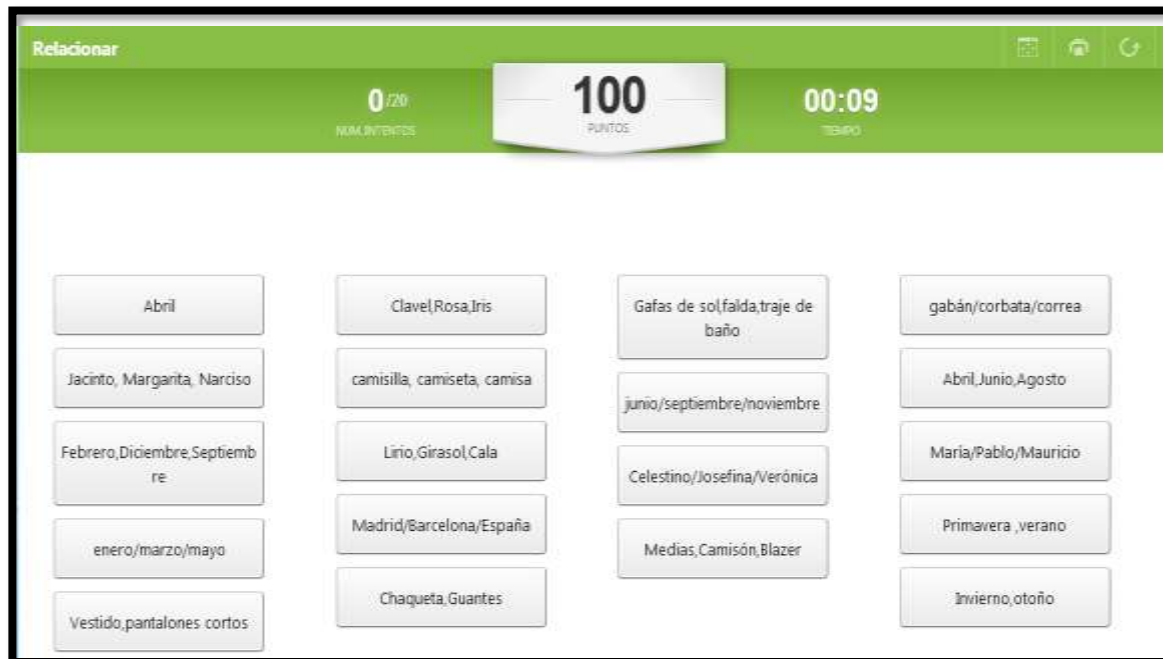 Relacionar
0/20
NUM. INTENTOS
100
PUNTOS
00:09
TIEMPO
Abril
Jacinto, Margarita, Narciso
Febrero,Diciembre,Septiemb
re
enero/marzo/mayo
Vestido,pantalones cortos
Clavel,Rosa,Iris
camisilla, camiseta, camisa
Lirio,Girasol,Cala
Madrid/Barcelona/España
Chaqueta,Guantes
Gafas de sol,falda,traje de
baño
junio/septiembre/noviembre
Celestino/Josefina/Verónica
Medias,Camisón,Blazer
gabán/corbata/correa
Abril,Junio,Agosto
María/Pablo/Mauricio
Primavera ,verano
Invierno,otoño